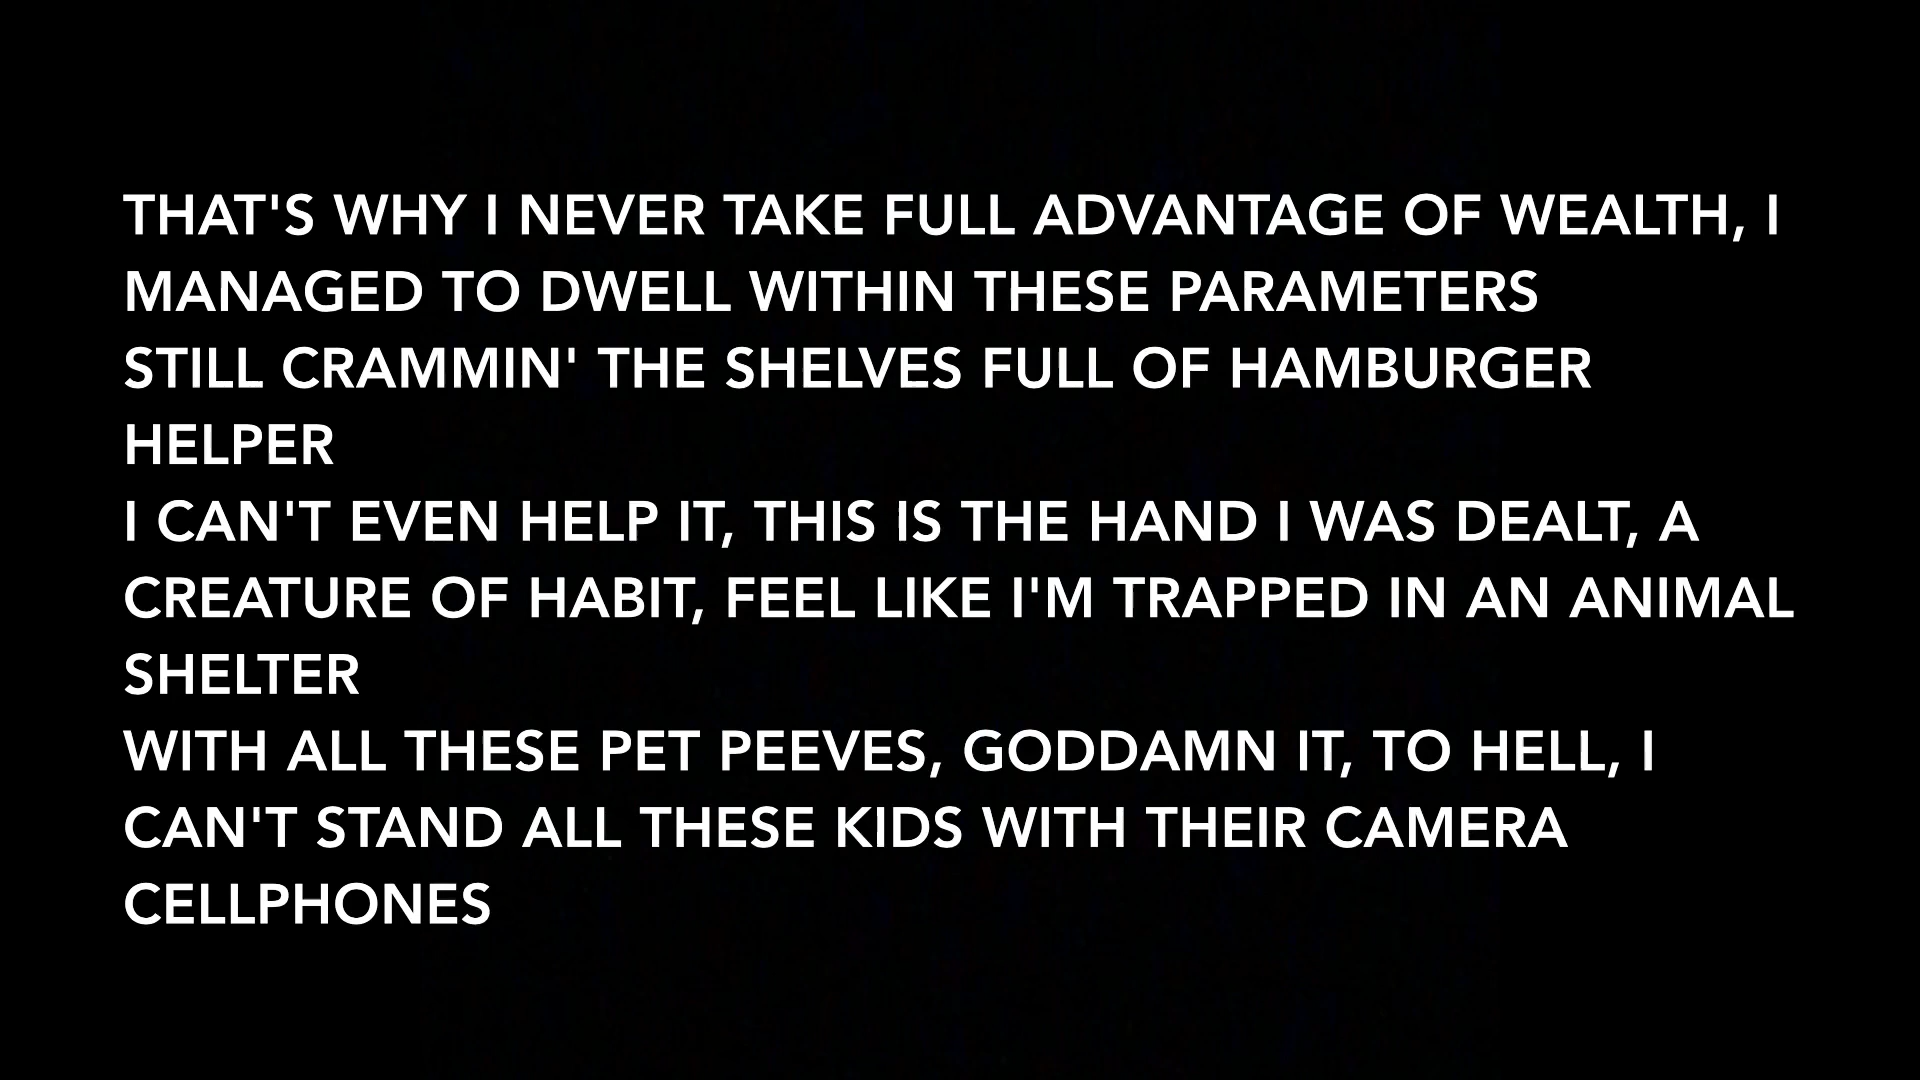 THAT'S WHY I NEVER TAKE FULL ADVANTAGE OF WEALTH, I
MANAGED TO DWELL WITHIN THESE PARAMETERS
STILL CRAMMIN' THE SHELVES FULL OF HAMBURGER
HELPER
I CAN'T EVEN HELP IT, THIS IS THE HAND I WAS DEALT, A
CREATURE OF HABIT, FEEL LIKE I'M TRAPPED IN AN ANIMAL
SHELTER
WITH ALL THESE PET PEEVES, GODDAMN IT, TO HELL, I
CAN'T STAND ALL THESE KIDS WITH THEIR CAMERA
CELLPHONES